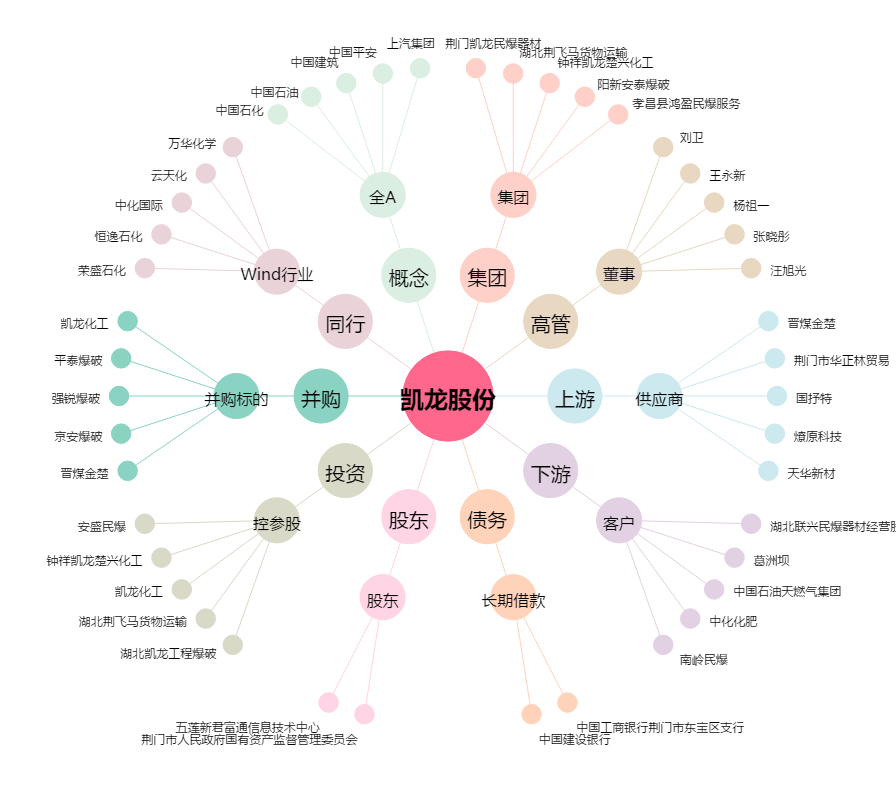 上汽集团
中国平安
中国建筑
中国石油
中国石化
全A
概念
荆门凯龙民爆器材
湖北荆飞马货物运输
钟祥凯龙楚兴化工
阳新安泰爆破
孝昌县鸿盈民爆服务
集团
集团
万华化学
云天化
中化国际
恒逸石化
荣盛石化
Wind行业
同行
刘卫
王永新
杨祖一
张晓彤
汪旭光
董事
高管
凯龙化工
平泰爆破
强锐爆破
京安爆破
晋煤金楚
并购标的
并购
凯龙股份
上游
供应商
晋煤金楚
荆门市华正林贸易
国抒特
燎原科技
天华新材
投资
控参股
安盛民爆
钟祥凯龙楚兴化工
凯龙化工
湖北荆飞马货物运输
湖北凯龙工程爆破
下游
客户
湖北联兴民爆器材经营
葛洲坝
中国石油天燃气集团
中化化肥
南岭民爆
股东
股东
五莲新君富通信息技术中心
荆门市人民政府国有资产监督管理委员会
债务
长期借款
中国工商银行荆门市东宝区支行
中国建设银行